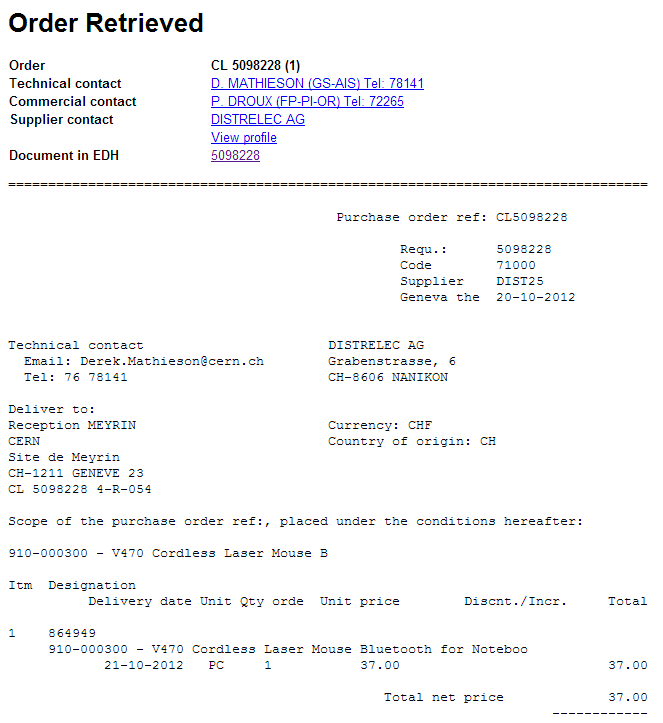 Order Retrieved
Order CL 5098228 (1)
Technical contact D. MATHIESON (GS-AIS) Tel: 78141
Commercial contact P. DROUX (FP-PI-OR) Tel: 72265
Supplier contact DISTRELEC AG
View profile
Document in EDH 5098228
================================================================================
Purchase order ref: CL5098228
Requ.: 5098228
Code 71000
Supplier DIST25
Geneva the 20-10-2012
Technical contact DISTRELEC AG
Email: Derek.Mathieson@cern.ch Grabenstrasse, 6
Tel: 76 78141 CH-8606 NANIKON
Deliver to:
Reception MEYRIN Currency: CHF
CERN Country of origin: CH
Site de Meyrin
CH-1211 GENEVE 23
CL 5098228 4-R-054
Scope of the purchase order ref:, placed under the conditions hereafter:
910-000300 - V470 Cordless Laser Mouse B
Itm Designation
Delivery date Unit Qty orde Unit price Discnt./Incr. Total
1 864949
910-000300 - V470 Cordless Laser Mouse Bluetooth for Noteboo
21-10-2012 PC 1 37.00 37.00
Total net price 37.00
------------